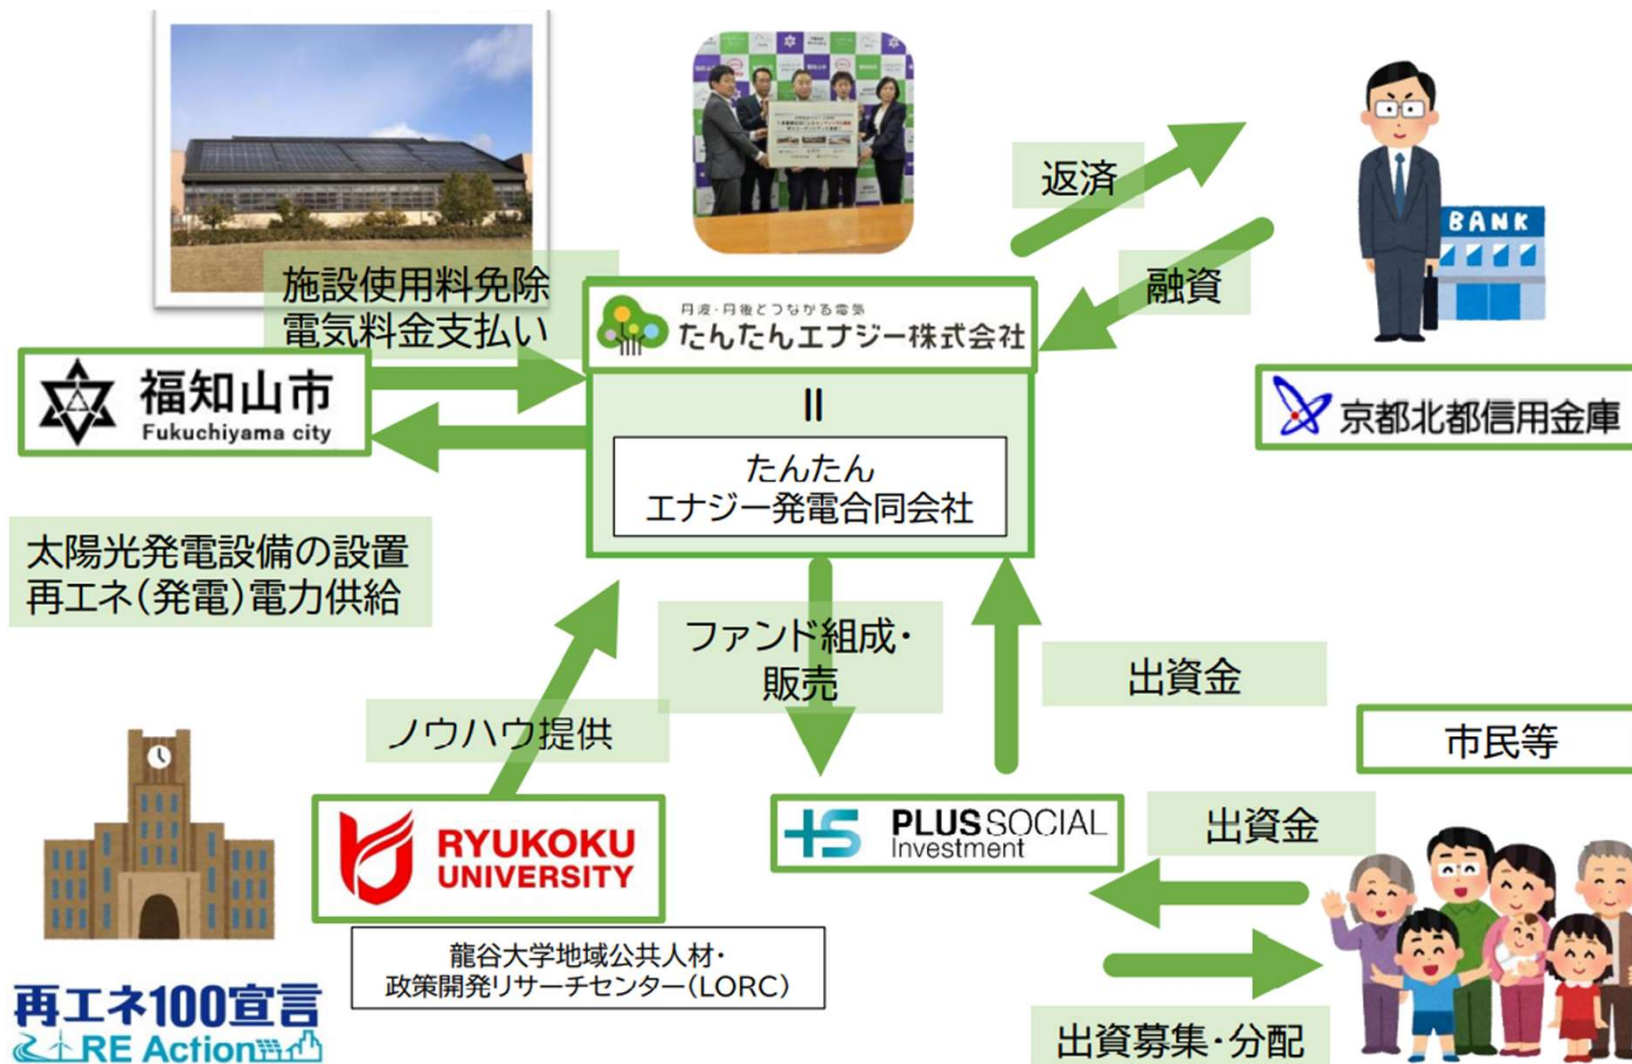 返済
BANK
融資
施設使用料免除
電気料金支払い
丹波・丹後とつながる電気
たんたんエナジー株式会社
福知山市
Fukuchiyama city
=
たんたん
エナジー発電合同会社
京都北都信用金庫
太陽光発電設備の設置
再エネ(発電)電力供給
ファンド組成・
販売
出資金
ノウハウ提供
市民等
RYUKOKU
UNIVERSITY
+S PLUS SOCIAL
Investment
出資金
龍谷大学地域公共人材・
政策開発リサーチセンター(LORC)
再エネ100宣言
RE Action
出資募集・分配